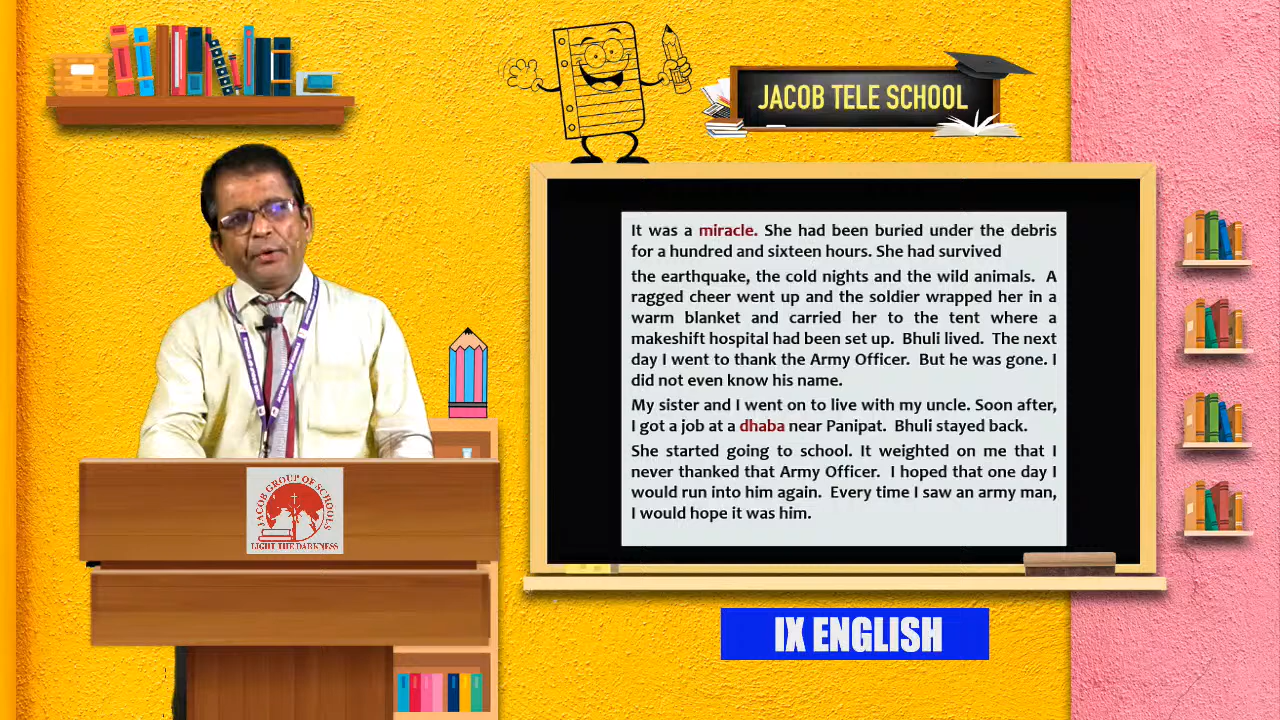 JACOB TELE SCHOOL
It was a miracle. She had been buried under the debris
for a hundred and sixteen hours. She had survived
the earthquake, the cold nights and the wild animals. A
ragged cheer went up and the soldier wrapped her in a
warm blanket and carried her to the tent where a
makeshift hospital had been set up. Bhuli lived. The next
day I went to thank the Army Officer. But he was gone. I
did not even know his name.
My sister and I went on to live with my uncle. Soon after,
I got a job at a dhaba near Panipat. Bhuli stayed back.
She started going to school. It weighted on me that I
never thanked that Army Officer. I hoped that one day I
would run into him again. Every time I saw an army man,
I would hope it was him.
JACOB GROUP OF SCHOOLS
LIGHT THE DARKNESS
IX ENGLISH